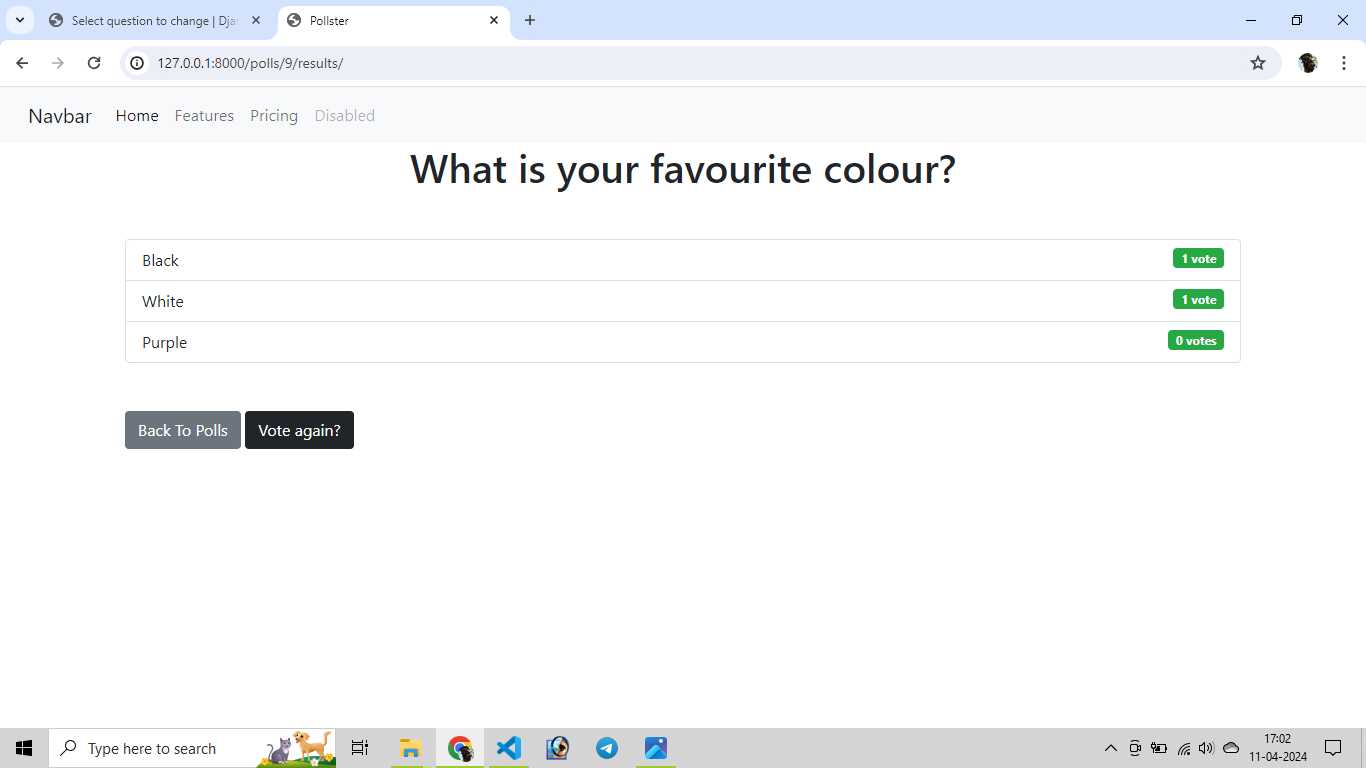 Select question to change | Dja
Pollster
127.0.0.1:8000/polls/9/results/
Navbar Home Features Pricing Disabled
What is your favourite colour?
Black 1 vote
White 1 vote
Purple 0 votes
Back To Polls Vote again?
Type here to search
17:02
11-04-2024